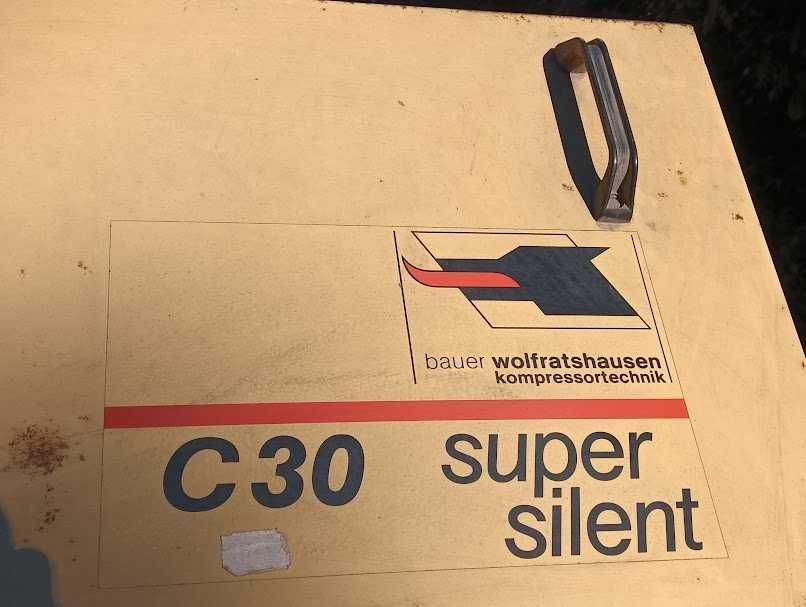 bauer wolfratshausen
kompressortechnik
C30 super
silent